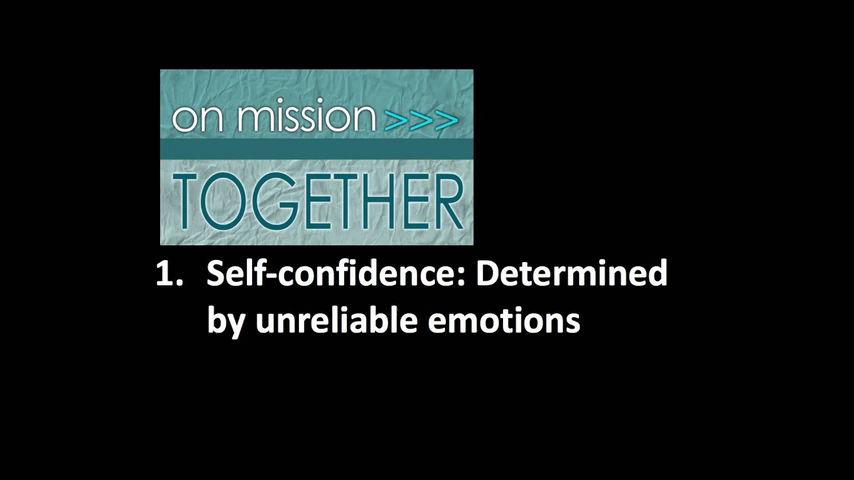 on mission >>>
TOGETHER
1. Self-confidence: Determined
by unreliable emotions